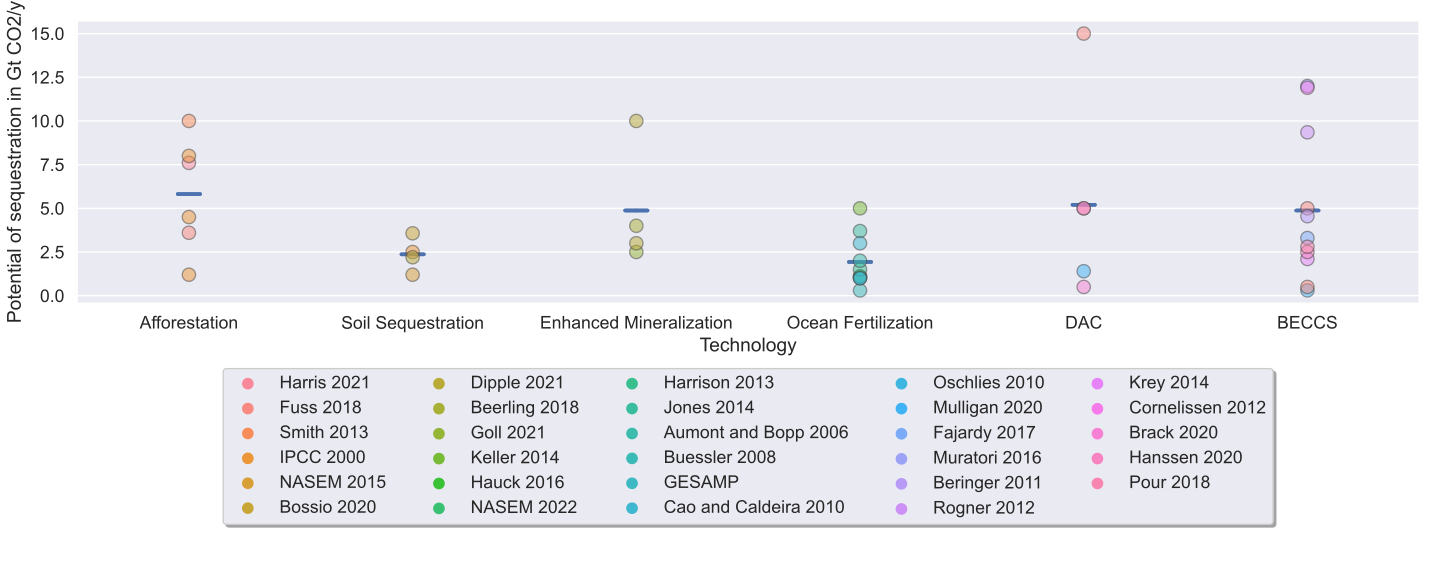 Potential of sequestration in Gt CO2/y
15.0
12.5
10.0
7.5
5.0
2.5
0.0
Afforestation Soil Sequestration Enhanced Mineralization Ocean Fertilization DAC BECCS
Technology
Harris 2021 Dipple 2021 Harrison 2013 Oschlies 2010 Krey 2014
Fuss 2018 Beerling 2018 Jones 2014 Mulligan 2020 Cornelissen 2012
Smith 2013 Goll 2021 Aumont and Bopp 2006 Fajardy 2017 Brack 2020
IPCC 2000 Keller 2014 Buessler 2008 Muratori 2016 Hanssen 2020
NASEM 2015 Hauck 2016 GESAMP Beringer 2011 Pour 2018
Bossio 2020 NASEM 2022 Cao and Caldeira 2010 Rogner 2012